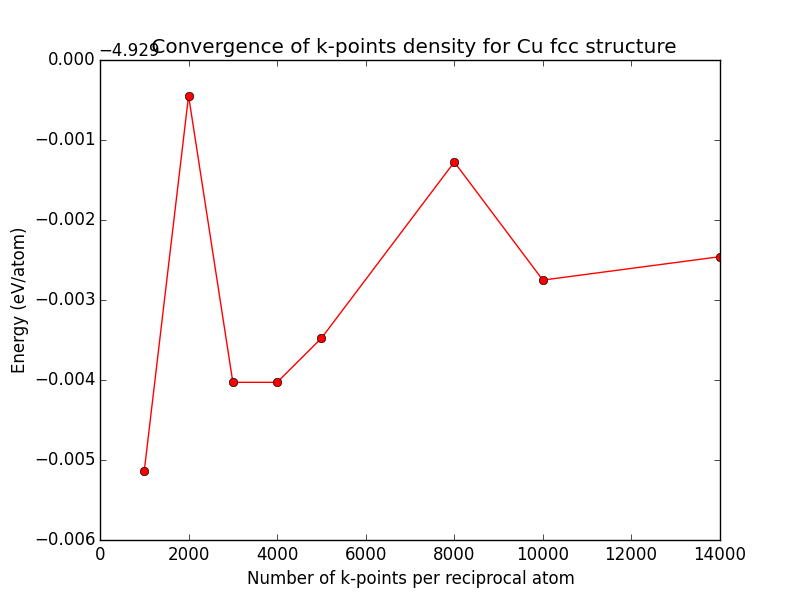 −4.929
Convergence of k-points density for Cu fcc structure
0.000
−0.001
−0.002
−0.003
−0.004
−0.005
−0.006
Energy (eV/atom)
0 2000 4000 6000 8000 10000 12000 14000
Number of k-points per reciprocal atom